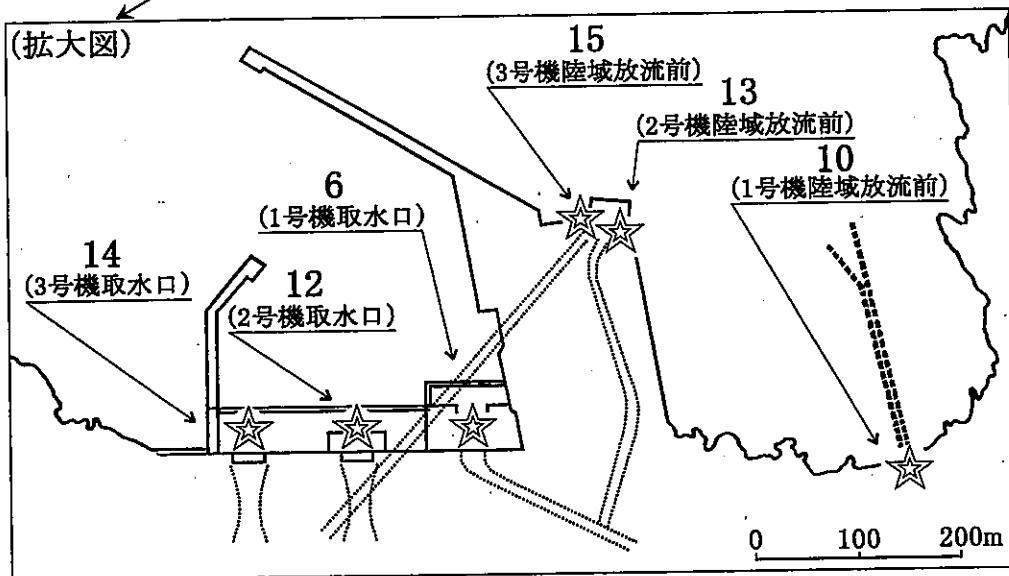 (拡大図)
15
(3号機陸域放流前)
13
(2号機陸域放流前)
10
(1号機陸域放流前)
6
(1号機取水口)
14
(3号機取水口)
12
(2号機取水口)
0 100 200m